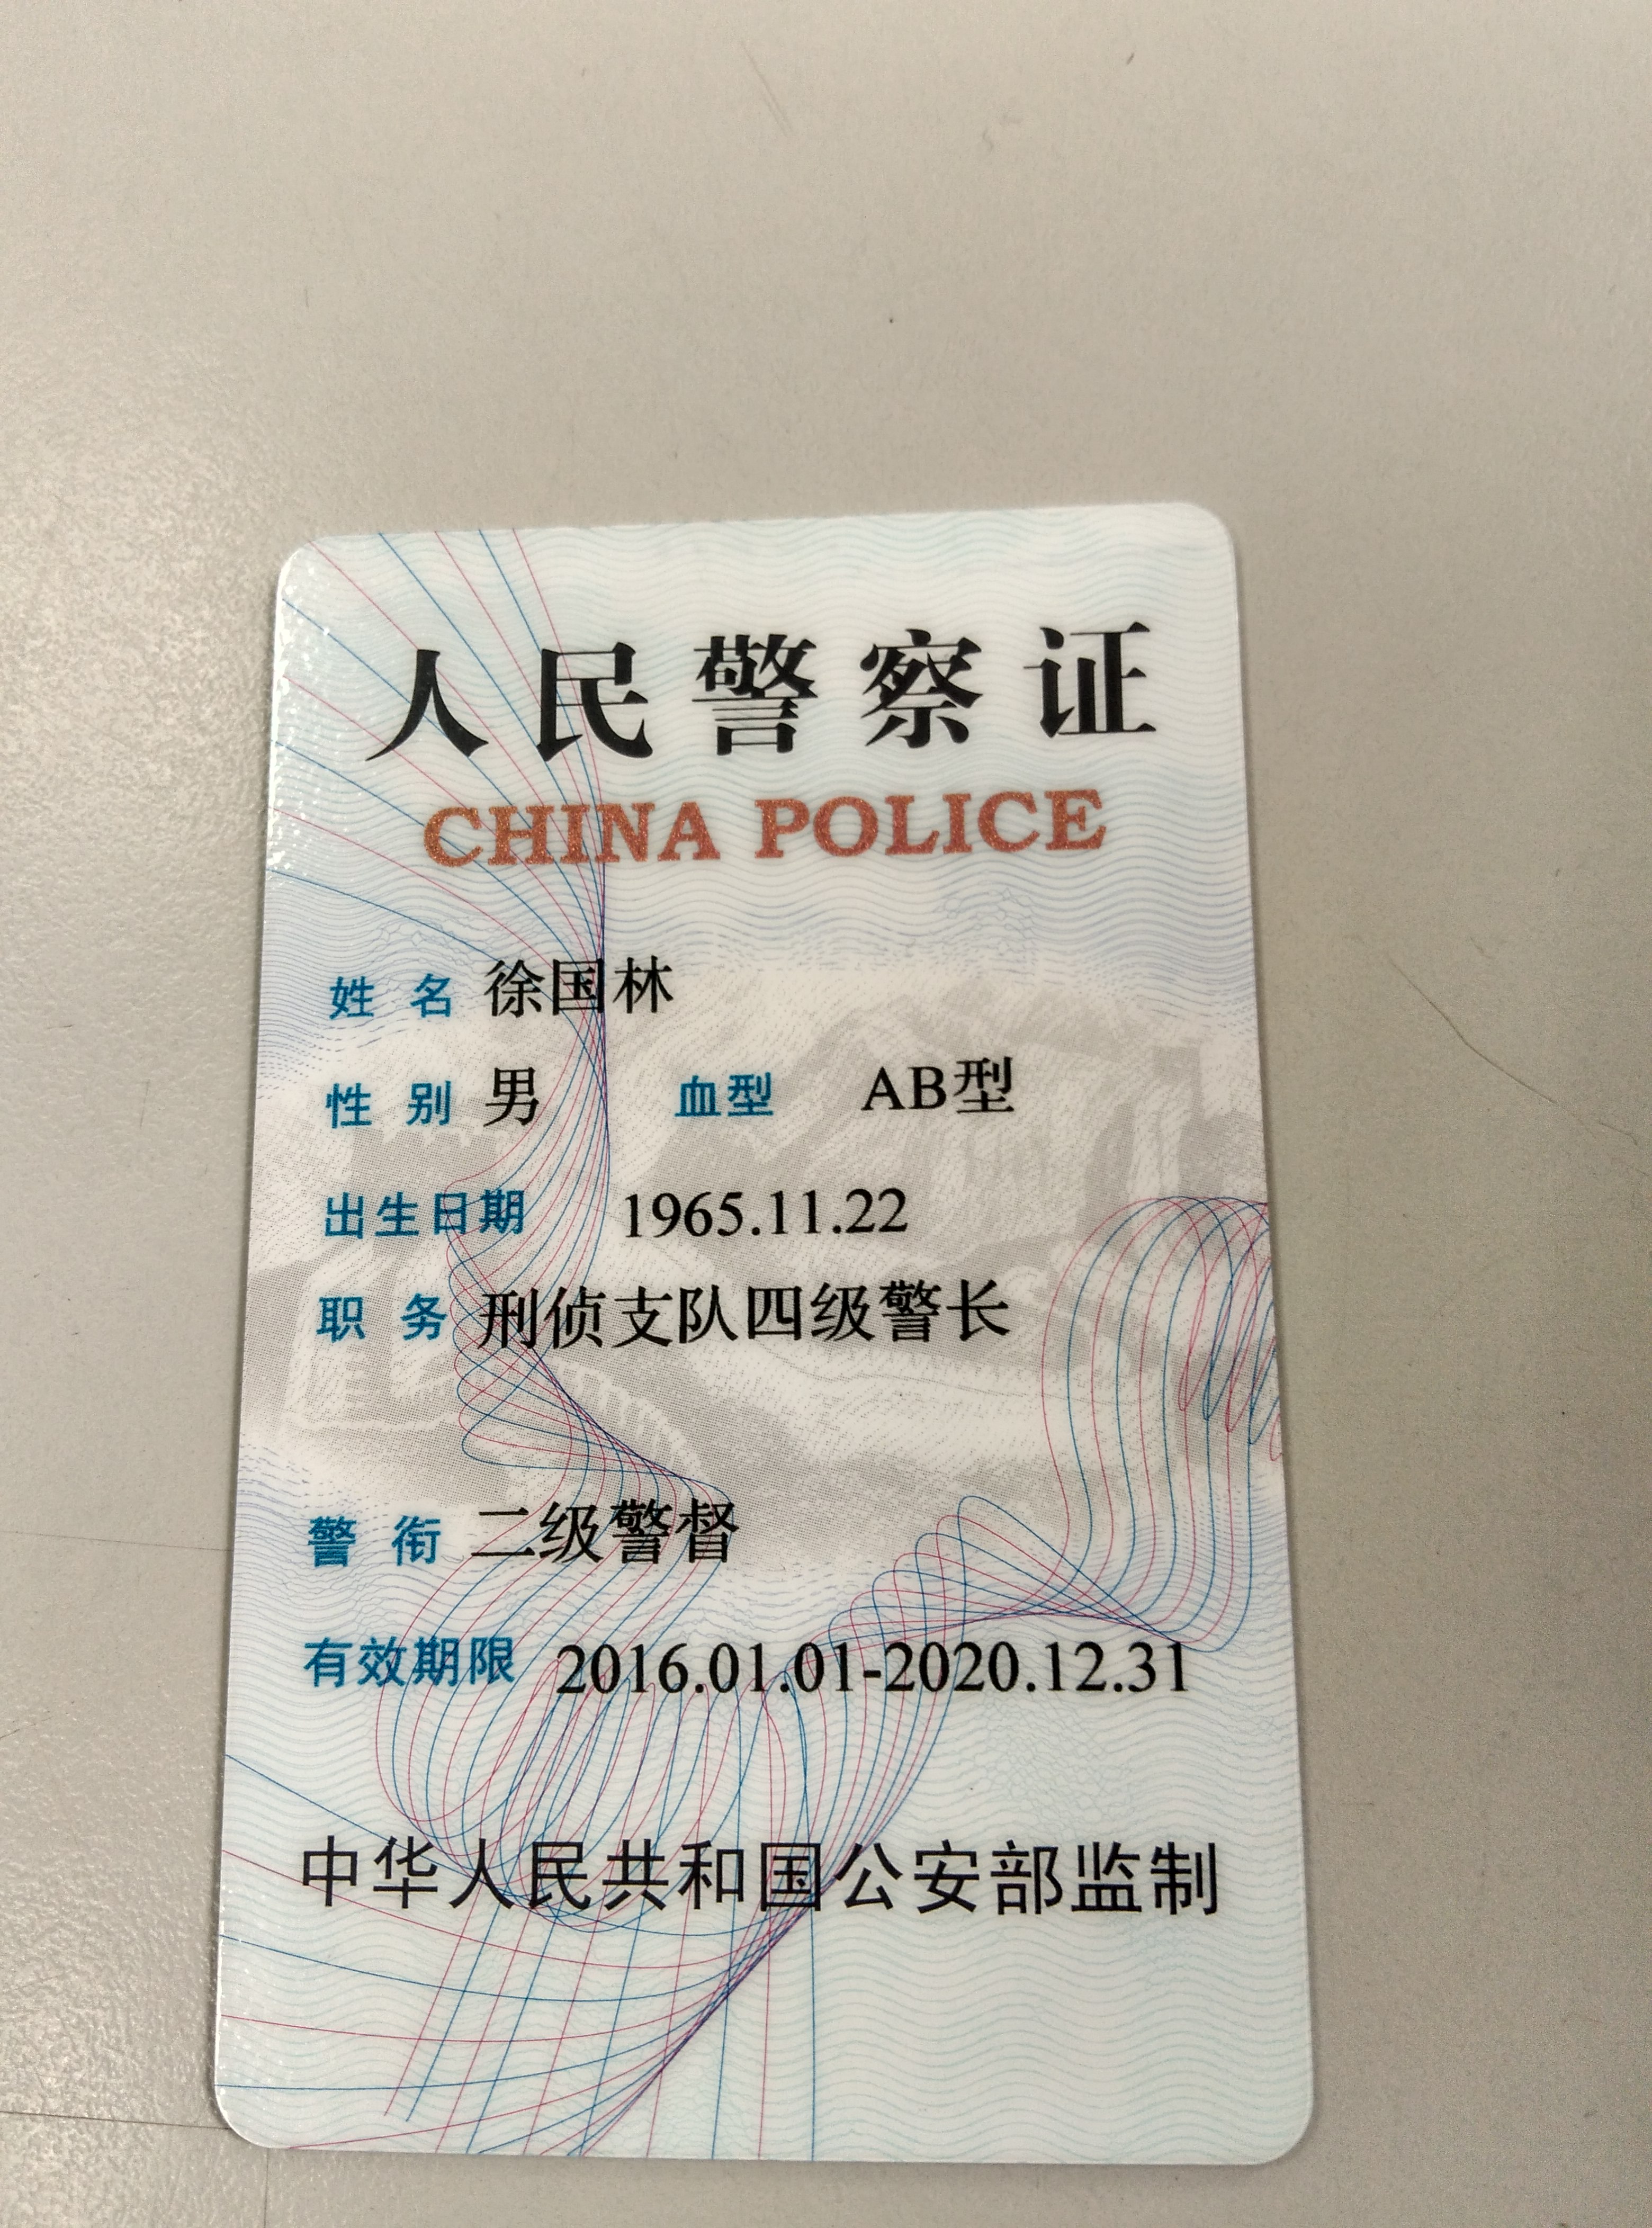 人民警察证
CHINA POLICE
姓名 徐国林
性别 男 血型 AB型
出生日期 1965.11.22
职务 刑侦支队四级警长
警衔 二级警督
有效期限 2016.01.01-2020.12.31
中华人民共和国公安部监制